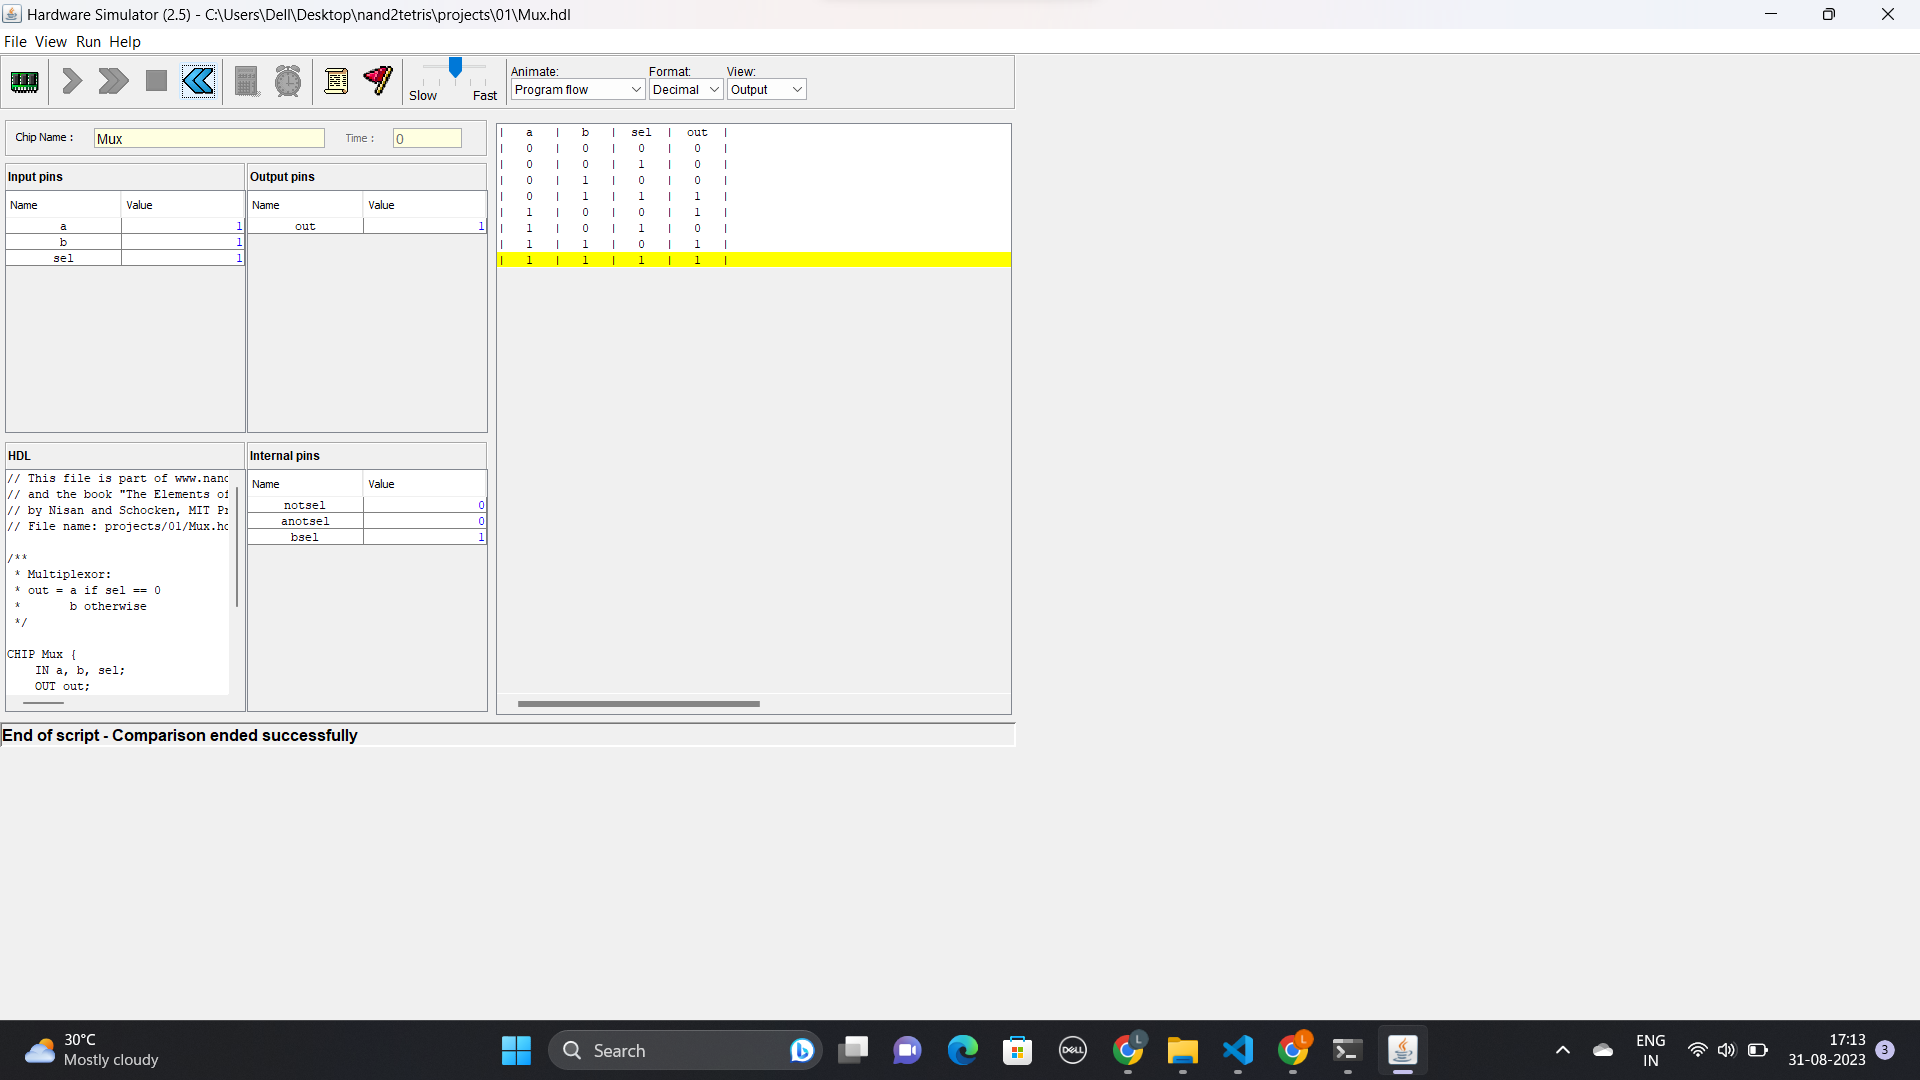 Hardware Simulator (2.5) - C:\Users\Dell\Desktop\nand2tetris\projects\01\Mux.hdl
File View Run Help
Slow Fast
Animate: Format: View:
Program flow Decimal Output
Chip Name : Mux Time : 0
Input pins
Name Value
a 1
b 1
sel 1
Output pins
Name Value
out 1
| a | b | sel | out |
| 0 | 0 | 0 | 0 |
| 0 | 0 | 1 | 0 |
| 0 | 1 | 0 | 0 |
| 0 | 1 | 1 | 1 |
| 1 | 0 | 0 | 1 |
| 1 | 0 | 1 | 0 |
| 1 | 1 | 0 | 1 |
| 1 | 1 | 1 | 1 |
HDL
// This file is part of www.nand
// and the book "The Elements of
// by Nisan and Schocken, MIT Pr
// File name: projects/01/Mux.hd
/**
* Multiplexor:
* out = a if sel == 0
* b otherwise
*/
CHIP Mux {
IN a, b, sel;
OUT out;
Internal pins
Name Value
notsel 0
anotsel 0
bsel 1
End of script - Comparison ended successfully
30°C
Mostly cloudy
Search
DELL
L
L
ENG
IN
17:13
31-08-2023
3